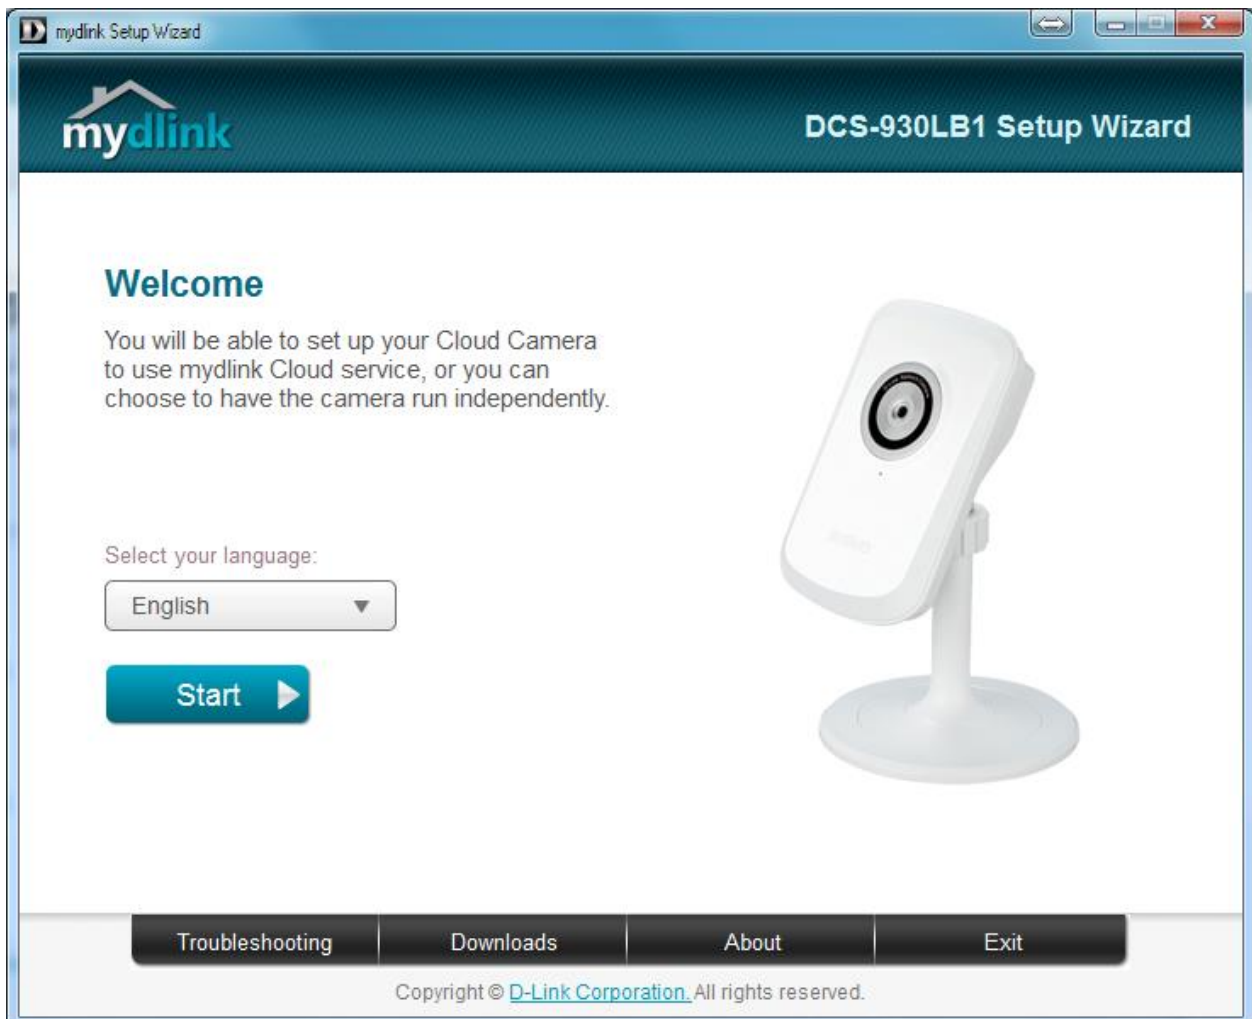 mydlink Setup Wizard
mydlink
DCS-930LB1 Setup Wizard
Welcome
You will be able to set up your Cloud Camera
to use mydlink Cloud service, or you can
choose to have the camera run independently.
Select your language:
English
Start
Troubleshooting
Downloads
About
Exit
Copyright © D-Link Corporation. All rights reserved.